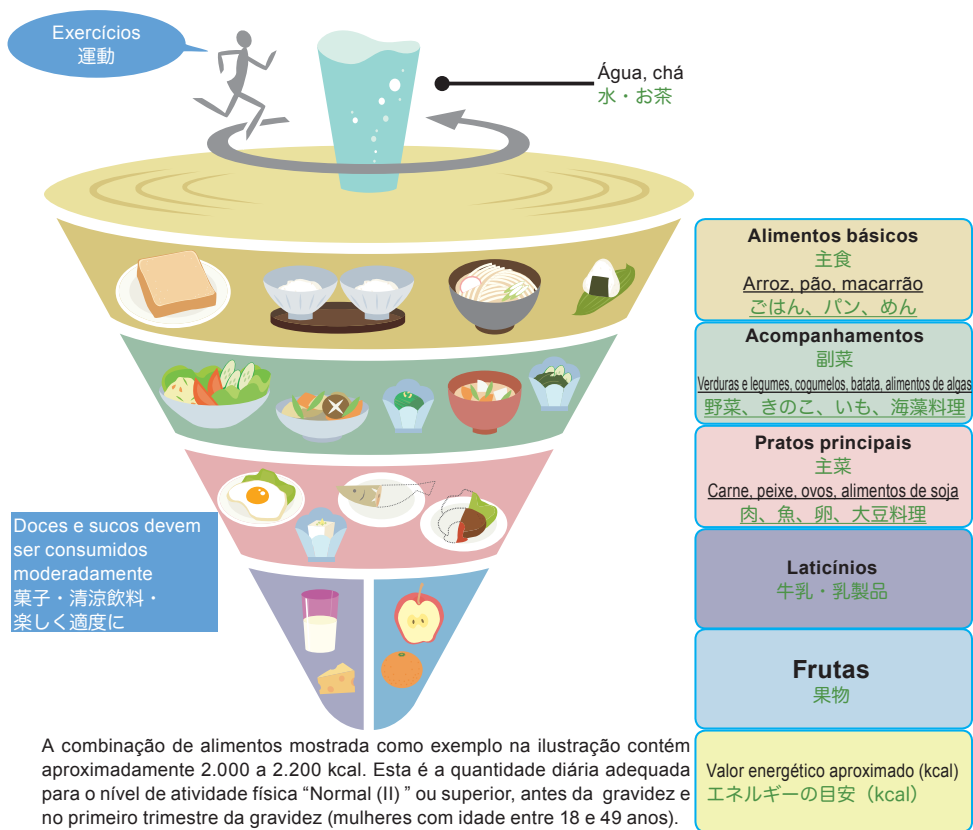 Exercícios
運動
Água, chá
水・お茶
Alimentos básicos
主食
Arroz, pão, macarrão
ごはん、パン、めん
Acompanhamentos
副菜
Verduras e legumes, cogumelos, batata, alimentos de algas
野菜、きのこ、いも、海藻料理
Pratos principais
主菜
Carne, peixe, ovos, alimentos de soja
肉、魚、卵、大豆料理
Doces e sucos devem
ser consumidos
moderadamente
菓子・清涼飲料・
楽しく適度に
Laticínios
牛乳・乳製品
Frutas
果物
A combinação de alimentos mostrada como exemplo na ilustração contém
aproximadamente 2.000 a 2.200 kcal. Esta é a quantidade diária adequada
para o nível de atividade física “Normal (II) ” ou superior, antes da gravidez e
no primeiro trimestre da gravidez (mulheres com idade entre 18 e 49 anos).
Valor energético aproximado (kcal)
エネルギーの目安（kcal）